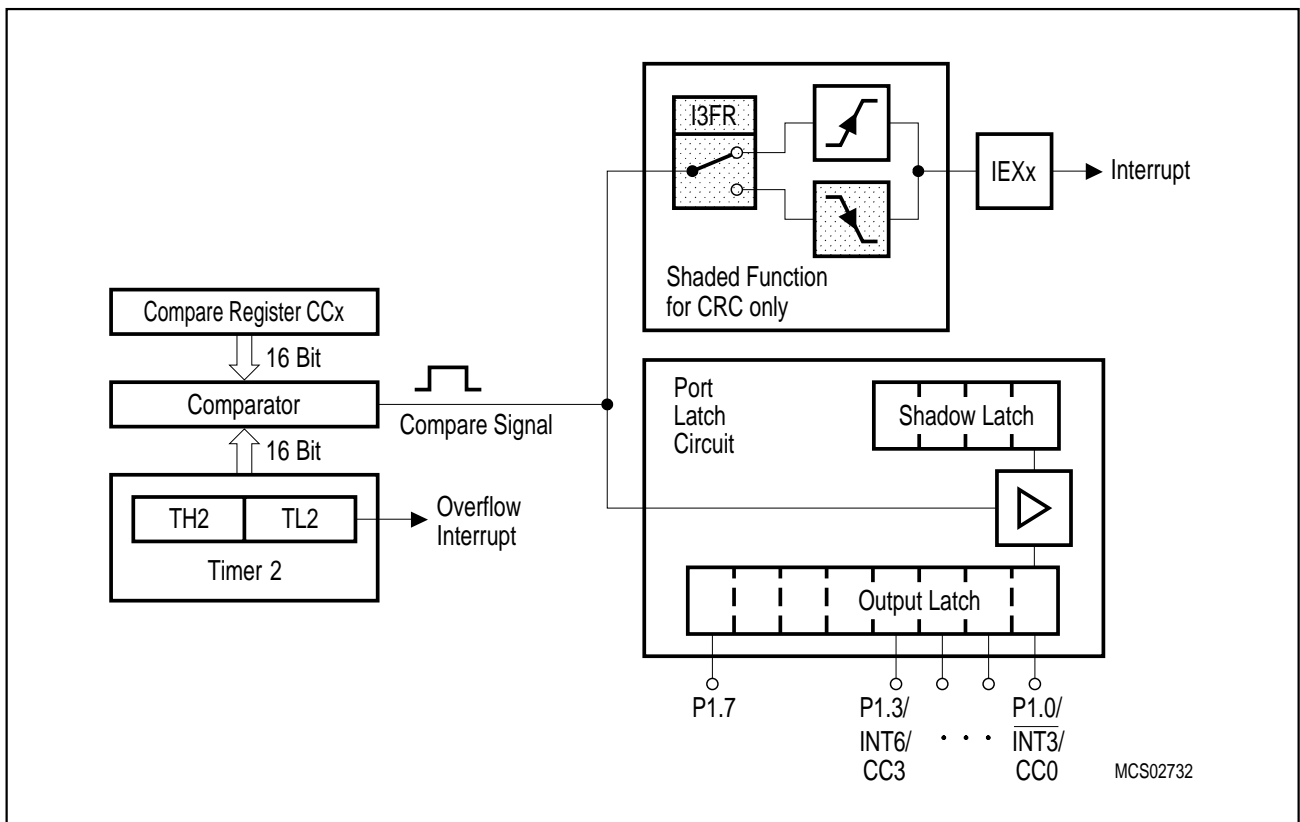 I3FR
IEXx
Interrupt
Shaded Function
for CRC only
Compare Register CCx
16 Bit
Comparator
Compare Signal
16 Bit
TH2
TL2
Timer 2
Overflow
Interrupt
Port
Latch
Circuit
Shadow Latch
Output Latch
P1.7
P1.3/
INT6/
CC3
. . .
P1.0/
INT3/
CC0
MCS02732